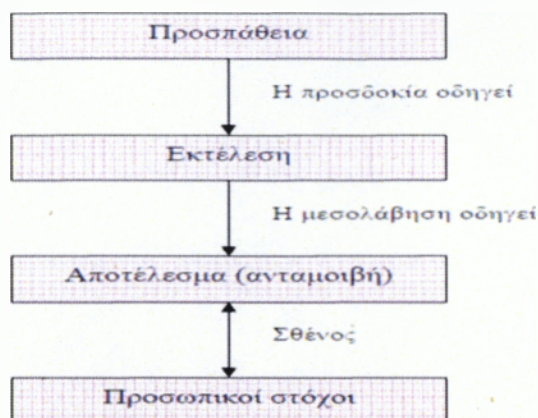 Προσπάθεια
Η προσδοκία οδηγεί
Εκτέλεση
Η μεσολάβηση οδηγεί
Αποτέλεσμα (ανταμοιβή)
Σθένος
Προσωπικοί στόχοι